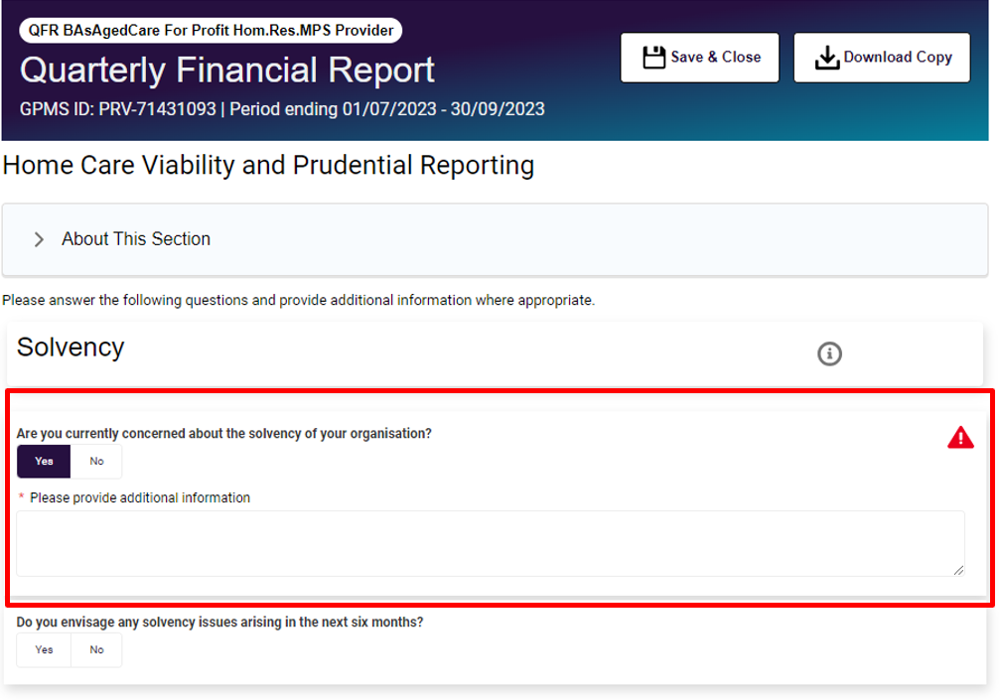 QFR BAsAgedCare For Profit Hom.Res.MPS Provider
Quarterly Financial Report
GPMS ID: PRV-71431093 | Period ending 01/07/2023 - 30/09/2023
Save & Close
Download Copy
Home Care Viability and Prudential Reporting
About This Section
Please answer the following questions and provide additional information where appropriate.
Solvency
Are you currently concerned about the solvency of your organisation?
Yes No
* Please provide additional information
Do you envisage any solvency issues arising in the next six months?
Yes No